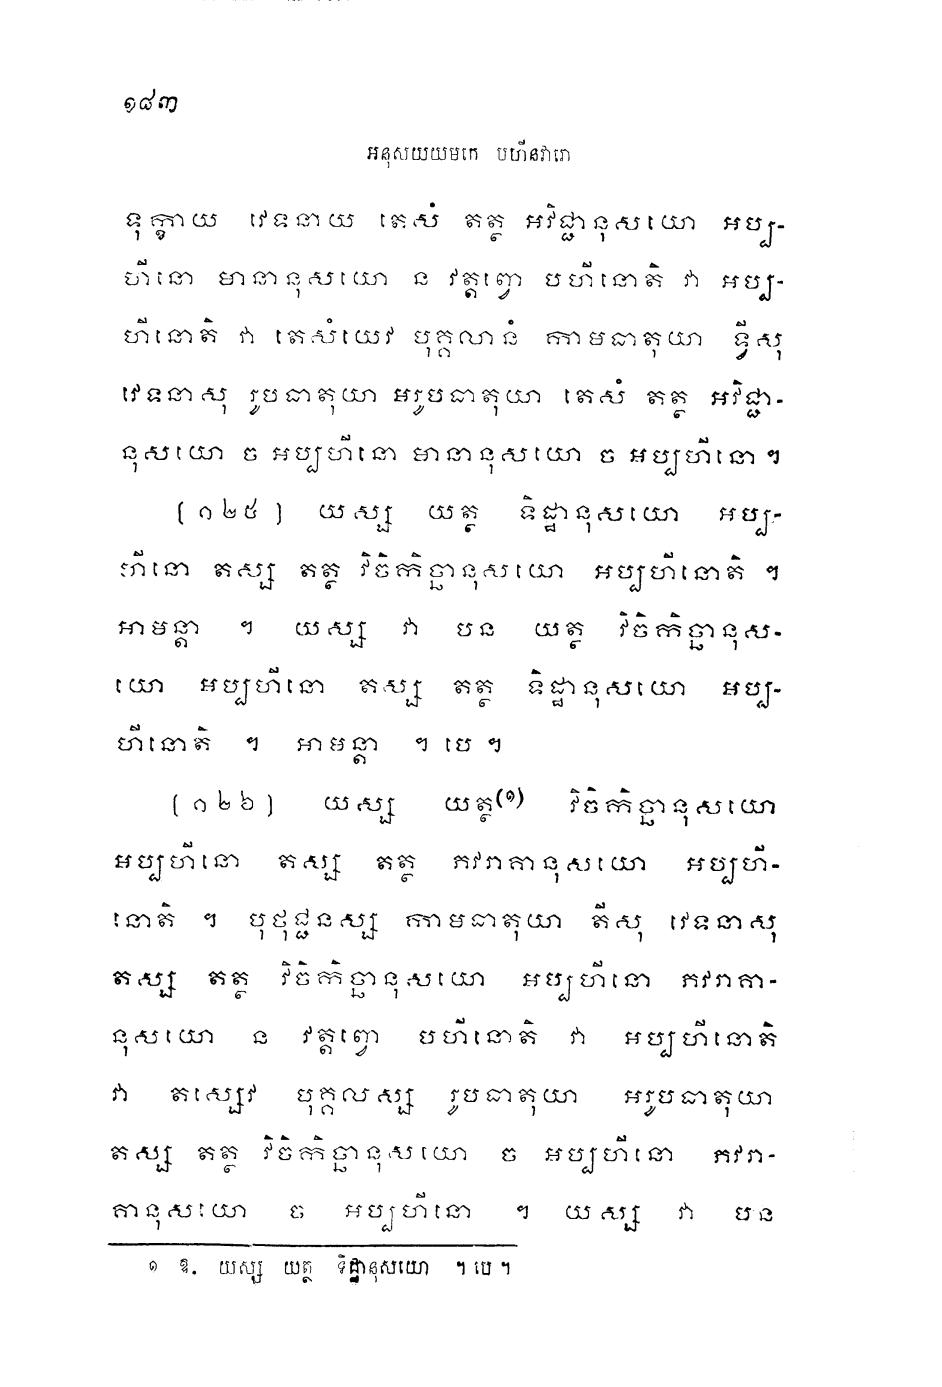 ១៨៣
អនុសយយមកេ បហីនវារោ
ទុក្ខាយ វេទនាយ តេសំ តត្ថ អវិជ្ជានុសយោ អប្ប-
ហីនោ មានានុសយោ ន វត្តព្វោ បហីនោតិ វា អប្ប-
ហីនោតិ វា តេសំយេវ បុគ្គលានំ កាមធាតុយា ទ្វីសុ
វេទនាសុ រូបធាតុយា អរូបធាតុយា តេសំ តត្ថ អវិជ្ជា-
នុសយោ ច អប្បហីនោ មានានុសយោ ច អប្បហីនោ ។
(១២៥) យស្ស យត្ថ ទិដ្ឋានុសយោ អប្ប-
ហីនោ តស្ស តត្ថ វិចិកិច្ឆានុសយោ អប្បហីនោតិ ។
អាមន្តា ។ យស្ស វា បន យត្ថ វិចិកិច្ឆានុស-
យោ អប្បហីនោ តស្ស តត្ថ ទិដ្ឋានុសយោ អប្ប-
ហីនោតិ ។ អាមន្តា ។ បេ ។
(១២៦) យស្ស យត្ថ(១) វិចិកិច្ឆានុសយោ
អប្បហីនោ តស្ស តត្ថ ភវរាគានុសយោ អប្បហី-
នោតិ ។ បុថុជ្ជនស្ស កាមធាតុយា តីសុ វេទនាសុ
តស្ស តត្ថ វិចិកិច្ឆានុសយោ អប្បហីនោ ភវរាគា-
នុសយោ ន វត្តព្វោ បហីនោតិ វា អប្បហីនោតិ
វា តស្សេវ បុគ្គលស្ស រូបធាតុយា អរូបធាតុយា
តស្ស តត្ថ វិចិកិច្ឆានុសយោ ច អប្បហីនោ ភវរា-
គានុសយោ ច អប្បហីនោ ។ យស្ស វា បន
១ ឱ. យស្ស យត្ថ ទិដ្ឋានុសយោ ។ បេ ។